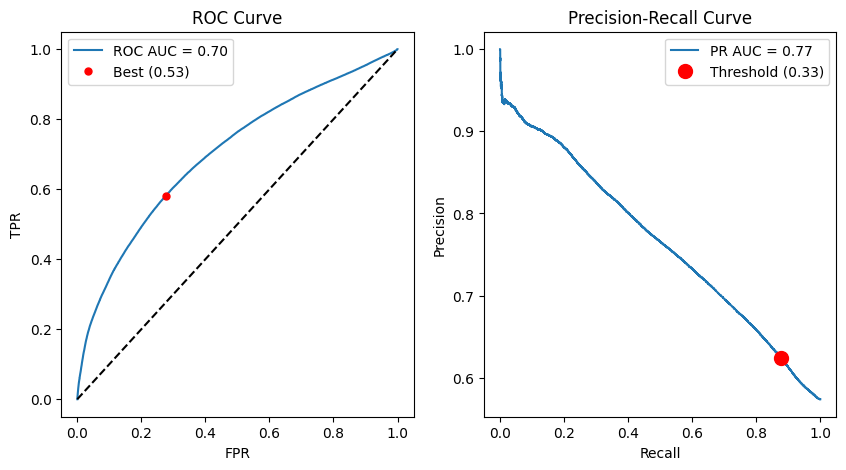 ROC Curve
ROC AUC = 0.70
Best (0.53)
1.0
0.8
0.6
0.4
0.2
0.0
TPR
0.0 0.2 0.4 0.6 0.8 1.0
FPR
Precision-Recall Curve
PR AUC = 0.77
Threshold (0.33)
1.0
0.9
0.8
0.7
0.6
Precision
0.0 0.2 0.4 0.6 0.8 1.0
Recall